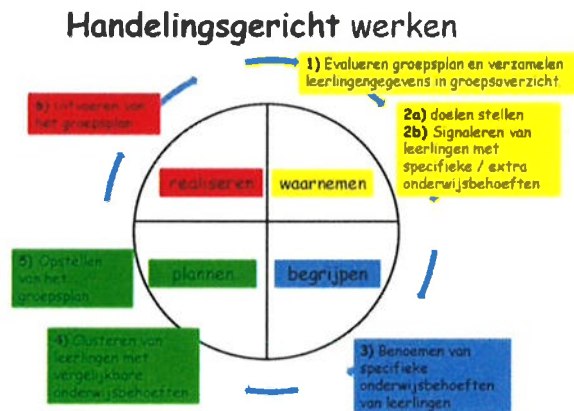 Handelingsgericht werken
1) Evalueren groepsplan en verzamelen
leerlingengegevens in groepsoverzicht
2a) doelen stellen
2b) Signaleren van
leerlingen met
specifieke / extra
onderwijsbehoeften
3) Benoemen van
specifieke
onderwijsbehoeften
van leerlingen
4) Clusteren van
leerlingen met
vergelijkbare
onderwijsbehoeften
5) Opstellen
van het
groepsplan
6) Uitvoeren van
het groepsplan
realiseren
waarnemen
plannen
begrijpen